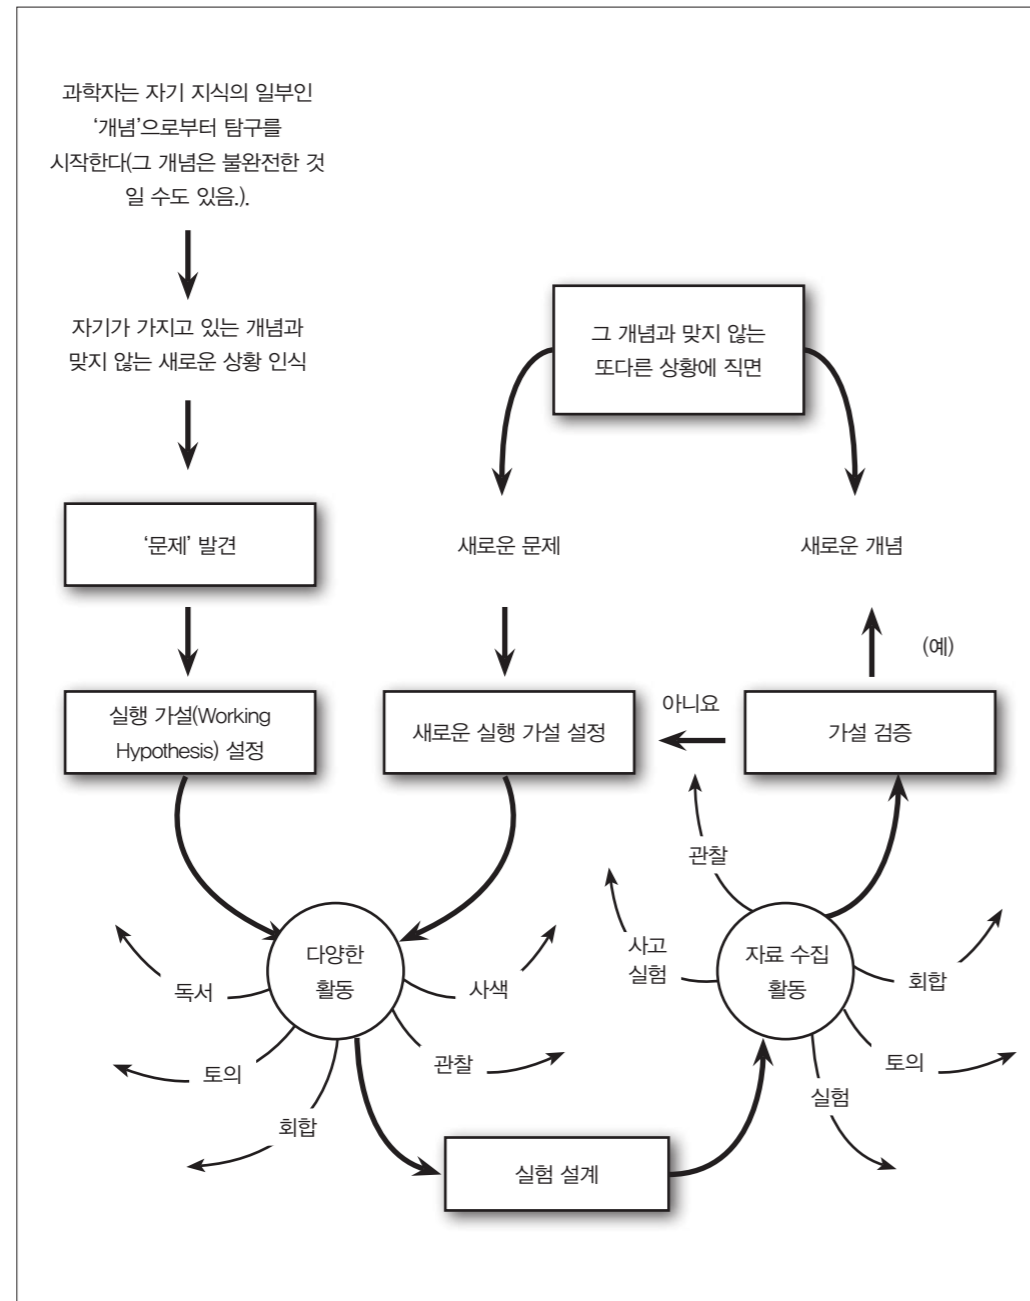 과학자는 자기 지식의 일부인
‘개념’으로부터 탐구를
시작한다(그 개념은 불완전한 것
일 수도 있음.).
자기가 가지고 있는 개념과
맞지 않는 새로운 상황 인식
그 개념과 맞지 않는
또다른 상황에 직면
‘문제’ 발견
새로운 문제
새로운 개념
(예)
실행 가설(Working
Hypothesis) 설정
새로운 실행 가설 설정
아니요
가설 검증
다양한
활동
독서
토의
회합
관찰
사색
실험 설계
자료 수집
활동
관찰
사고
실험
회합
토의
실험